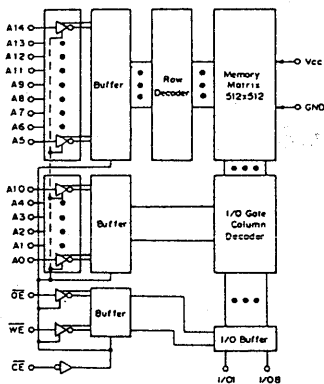 A14
A13
A12
A11
A9
A8
A7
A6
A5
Buffer
Row
Decoder
Memory
Matrix
512x512
Vcc
GND
A10
A4
A3
A2
A1
A0
Buffer
I/O Gate
Column
Decoder
OE
WE
CE
Buffer
I/O Buffer
I/O1
I/O8